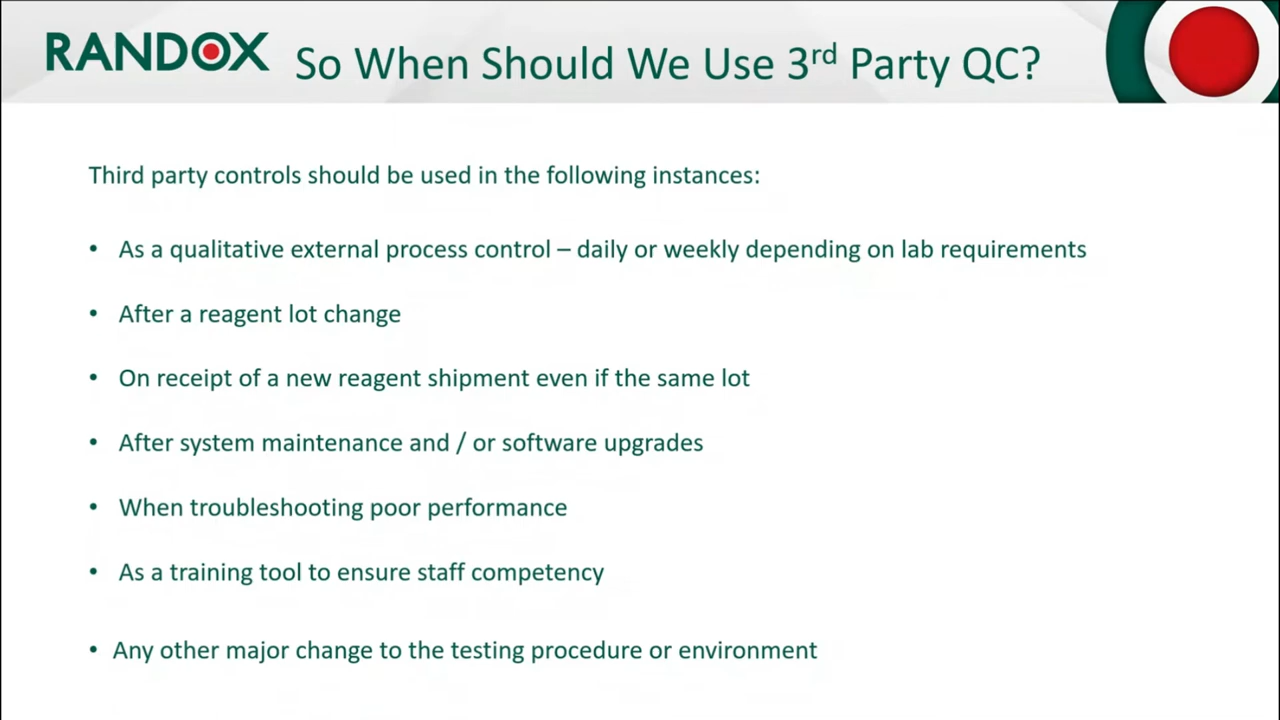 RANDOX
So When Should We Use 3rd Party QC?
Third party controls should be used in the following instances:
• As a qualitative external process control – daily or weekly depending on lab requirements
• After a reagent lot change
• On receipt of a new reagent shipment even if the same lot
• After system maintenance and / or software upgrades
• When troubleshooting poor performance
• As a training tool to ensure staff competency
• Any other major change to the testing procedure or environment